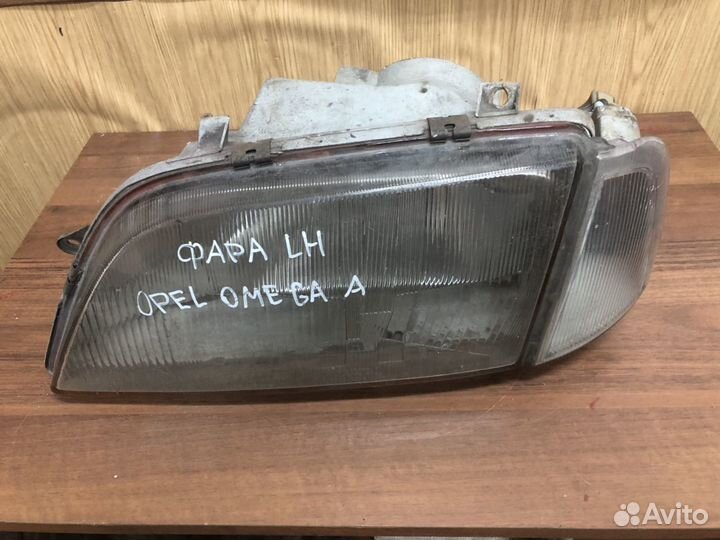 ФАРА LH
OPEL OMEGA A
Avito